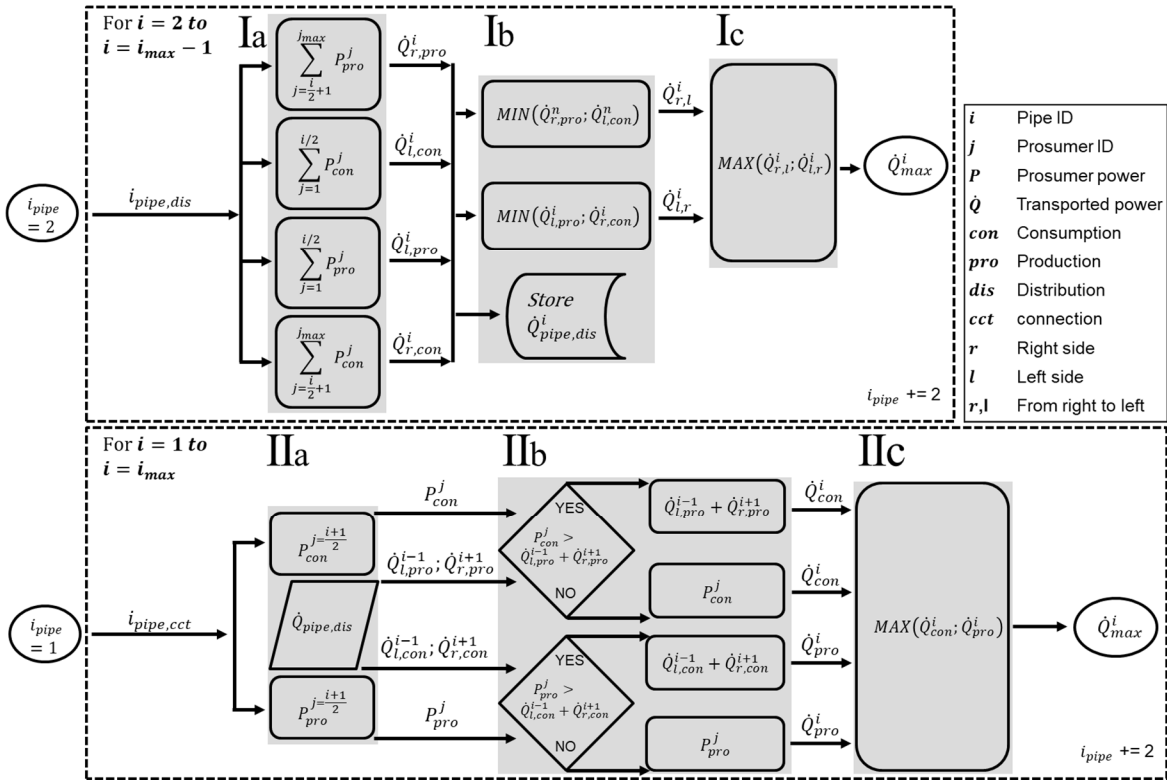 For i = 2 to
i = i_max − 1
Ia
Ib
Ic
i_pipe
= 2
i_pipe,dis
∑_{j=i/2+1}^{j_max} P_pro^j
∑_{j=1}^{i/2} P_con^j
∑_{j=1}^{i/2} P_pro^j
∑_{j=i/2+1}^{j_max} P_con^j
Q̇_r,pro^i
Q̇_l,con^i
Q̇_l,pro^i
Q̇_r,con^i
MIN(Q̇_r,pro^n; Q̇_l,con^n)
MIN(Q̇_l,pro^i; Q̇_r,con^i)
Store
Q̇_pipe,dis^i
Q̇_r,l^i
Q̇_l,r^i
MAX(Q̇_r,l^i; Q̇_l,r^i)
Q̇_max^i
i_pipe += 2
i Pipe ID
j Prosumer ID
P Prosumer power
Q̇ Transported power
con Consumption
pro Production
dis Distribution
cct connection
r Right side
l Left side
r,l From right to left
For i = 1 to
i = i_max
IIa
IIb
IIc
i_pipe
= 1
i_pipe,cct
P_con^{j=(i+1)/2}
Q̇_pipe,dis
P_pro^{j=(i+1)/2}
P_con^j
Q̇_l,pro^{i−1}; Q̇_r,pro^{i+1}
Q̇_l,con^{i−1}; Q̇_r,con^{i+1}
P_pro^j
YES
P_con^j >
Q̇_l,pro^{i−1} + Q̇_r,pro^{i+1}
NO
YES
P_pro^j >
Q̇_l,con^{i−1} + Q̇_r,con^{i+1}
NO
Q̇_l,pro^{i−1} + Q̇_r.pro^{i+1}
P_con^j
Q̇_l,con^{i−1} + Q̇_r,con^{i+1}
P_pro^j
Q̇_con^i
Q̇_con^i
Q̇_pro^i
Q̇_pro^i
MAX(Q̇_con^i; Q̇_pro^i)
Q̇_max^i
i_pipe += 2